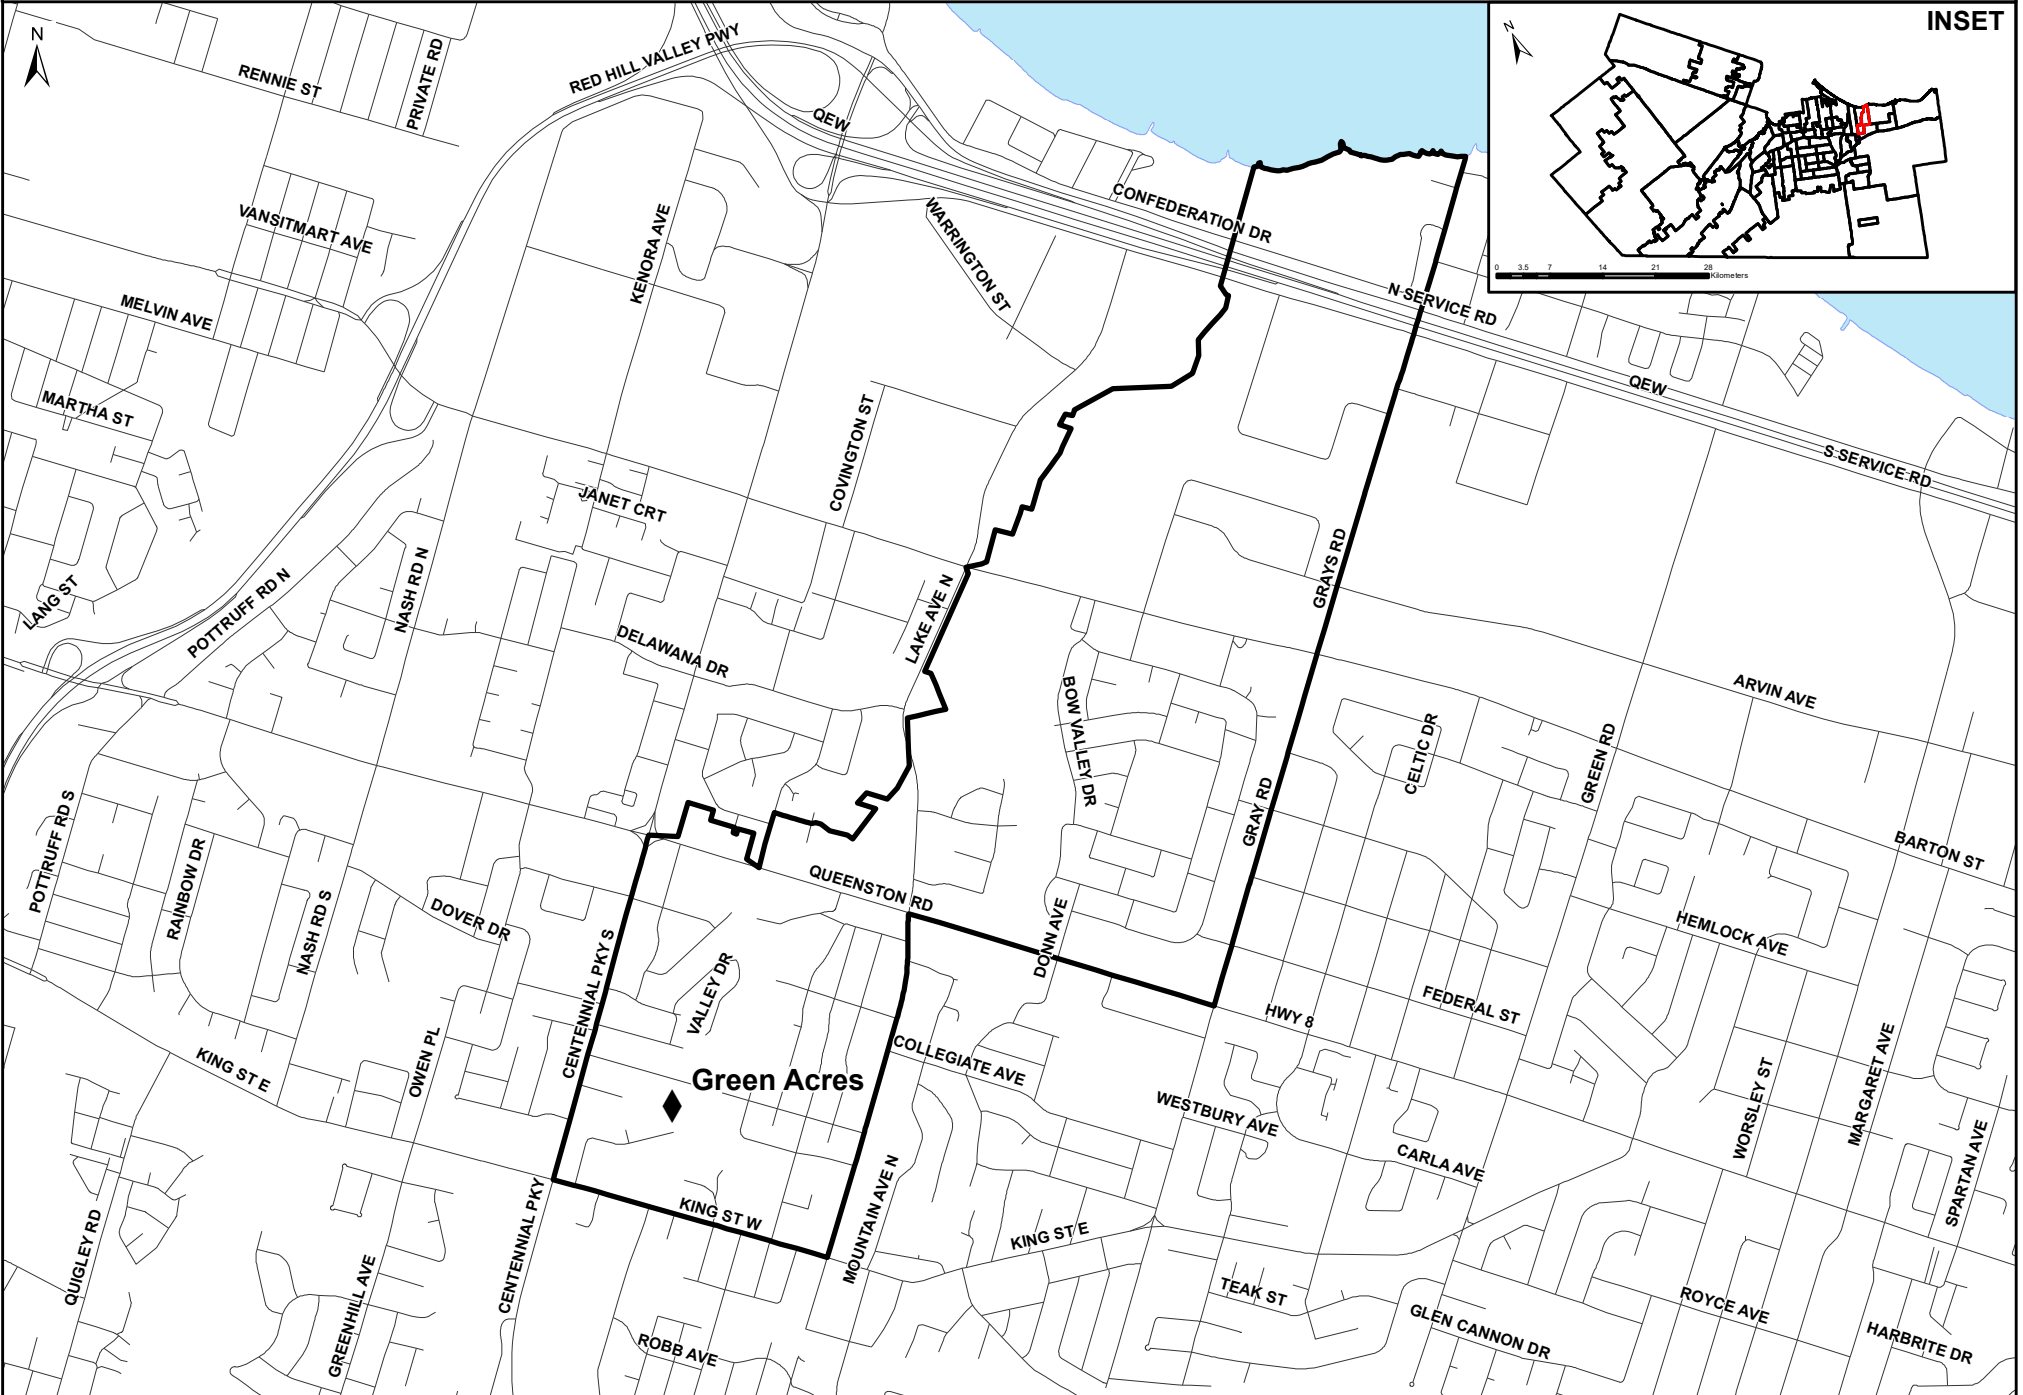 INSET
N
N
0 3.5 7 14 21 28
Kilometers
RENNIE ST
PRIVATE RD
RED HILL VALLEY PWY
QEW
VANSITMART AVE
KENORA AVE
WARRINGTON ST
CONFEDERATION DR
N SERVICE RD
MELVIN AVE
QEW
MARTHA ST
COVINGTON ST
S SERVICE RD
JANET CRT
LANG ST
POTTRUFF RD N
NASH RD N
LAKE AVE N
GRAYS RD
DELAWANA DR
BOW VALLEY DR
ARVIN AVE
CELTIC DR
GREEN RD
POTTRUFF RD S
RAINBOW DR
GRAY RD
BARTON ST
QUEENSTON RD
NASH RD S
DOVER DR
DONN AVE
HEMLOCK AVE
CENTENNIAL PKY S
VALLEY DR
FEDERAL ST
HWY 8
KING ST E
OWEN PL
COLLEGIATE AVE
Green Acres
WESTBURY AVE
WORSLEY ST
MARGARET AVE
CARLA AVE
SPARTAN AVE
KING ST W
MOUNTAIN AVE N
KING ST E
QUIGLEY RD
CENTENNIAL PKY
GREENHILL AVE
TEAK ST
ROYCE AVE
ROBB AVE
GLEN CANNON DR
HARBRITE DR